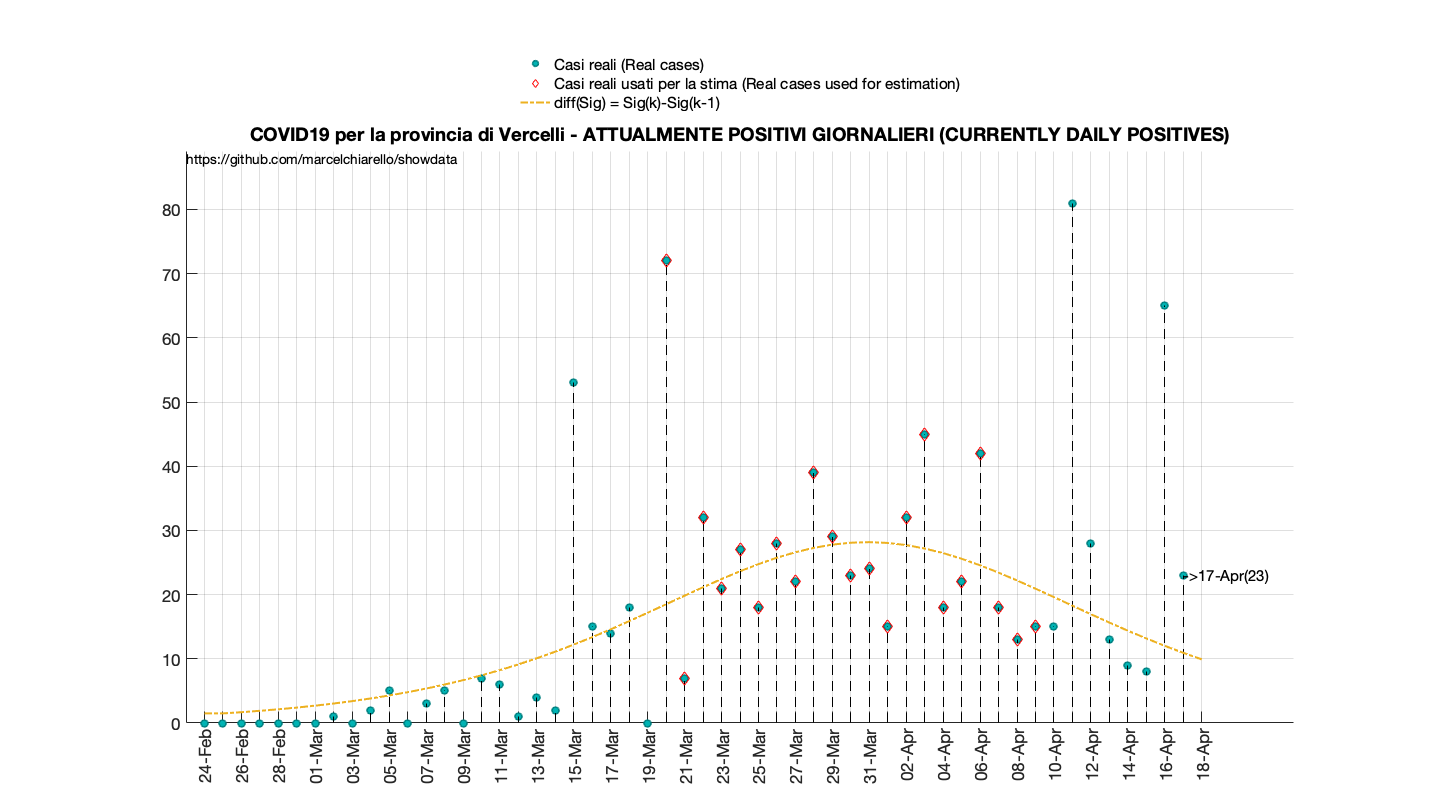 Casi reali (Real cases)
Casi reali usati per la stima (Real cases used for estimation)
diff(Sig) = Sig(k)-Sig(k-1)
COVID19 per la provincia di Vercelli - ATTUALMENTE POSITIVI GIORNALIERI (CURRENTLY DAILY POSITIVES)
https://github.com/marcelchiarello/showdata
80
70
60
50
40
30
20
10
0
->17-Apr(23)
24-Feb
26-Feb
28-Feb
01-Mar
03-Mar
05-Mar
07-Mar
09-Mar
11-Mar
13-Mar
15-Mar
17-Mar
19-Mar
21-Mar
23-Mar
25-Mar
27-Mar
29-Mar
31-Mar
02-Apr
04-Apr
06-Apr
08-Apr
10-Apr
12-Apr
14-Apr
16-Apr
18-Apr